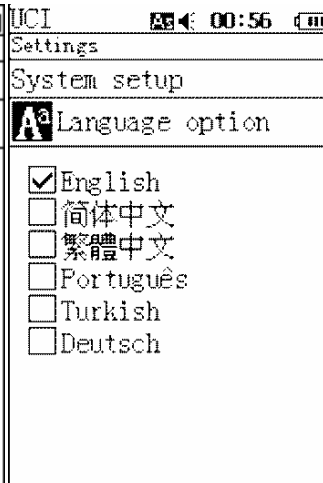 UCI 00:56
Settings
System setup
Aa Language option
English
简体中文
繁體中文
Português
Turkish
Deutsch